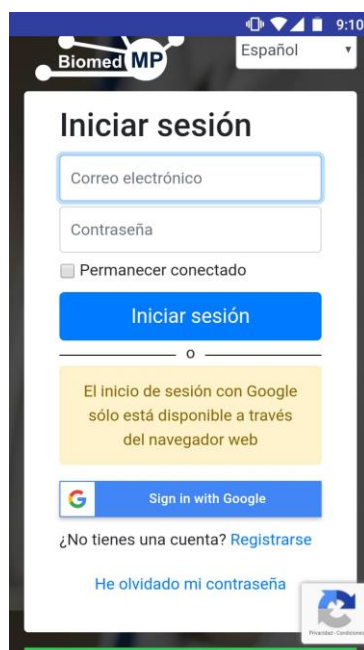 9:10
Biomed MP
Español
Iniciar sesión
Correo electrónico
Contraseña
Permanecer conectado
Iniciar sesión
o
El inicio de sesión con Google
sólo está disponible a través
del navegador web
Sign in with Google
¿No tienes una cuenta? Registrarse
He olvidado mi contraseña
Privacidad - Condiciones